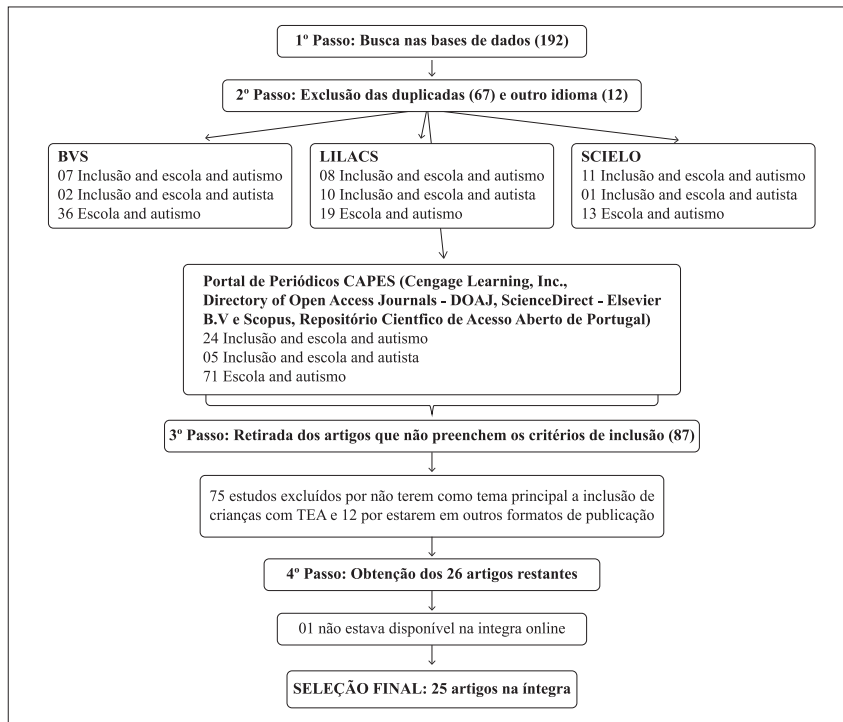 1º Passo: Busca nas bases de dados (192)
2º Passo: Exclusão das duplicadas (67) e outro idioma (12)
BVS
07 Inclusão and escola and autismo
02 Inclusão and escola and autista
36 Escola and autismo
LILACS
08 Inclusão and escola and autismo
10 Inclusão and escola and autista
19 Escola and autismo
SCIELO
11 Inclusão and escola and autismo
01 Inclusão and escola and autista
13 Escola and autismo
Portal de Periódicos CAPES (Cengage Learning, Inc.,
Directory of Open Access Journals - DOAJ, ScienceDirect - Elsevier
B.V e Scopus, Repositório Cientfico de Acesso Aberto de Portugal)
24 Inclusão and escola and autismo
05 Inclusão and escola and autista
71 Escola and autismo
3º Passo: Retirada dos artigos que não preenchem os critérios de inclusão (87)
75 estudos excluídos por não terem como tema principal a inclusão de
crianças com TEA e 12 por estarem em outros formatos de publicação
4º Passo: Obtenção dos 26 artigos restantes
01 não estava disponível na integra online
SELEÇÃO FINAL: 25 artigos na íntegra